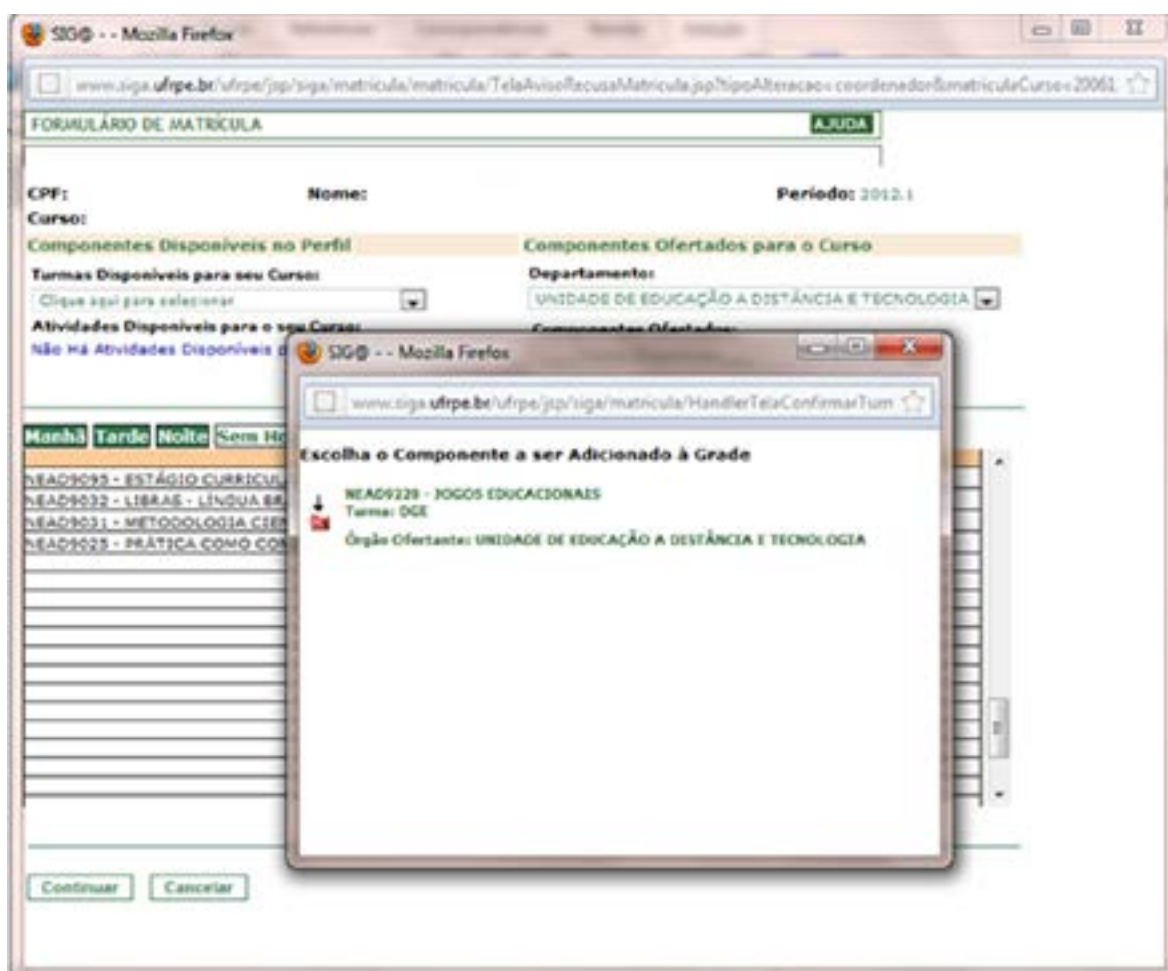 SIG@ - - Mozilla Firefox
www.siga.ufrpe.br/ufrpe/jsp/siga/matricula/matricula/TelaAvisoRecusaMatricula.jsp?tipoAlteracao=coordenador&matriculaCurso=20061
FORMULÁRIO DE MATRÍCULA AJUDA
CPF: Nome: Período: 2012.1
Curso:
Componentes Disponíveis no Perfil Componentes Ofertados para o Curso
Turmas Disponíveis para seu Curso: Departamento:
Clique aqui para selecionar UNIDADE DE EDUCAÇÃO A DISTÂNCIA E TECNOLOGIA
Atividades Disponíveis para o seu Curso: Componentes Ofertados:
Não Há Atividades Disponíveis
SIG@ - - Mozilla Firefox
www.siga.ufrpe.br/ufrpe/jsp/siga/matricula/HandlerTelaConfirmarTurm
Escolha o Componente a ser Adicionado à Grade
NEAD9229 - JOGOS EDUCACIONAIS
Turma: DGE
Órgão Ofertante: UNIDADE DE EDUCAÇÃO A DISTÂNCIA E TECNOLOGIA
Manhã Tarde Noite Sem
NEAD9095 - ESTÁGIO CURRICUL
NEAD9032 - LIBRAS - LÍNGUA BRA
NEAD9031 - METODOLOGIA CIEN
NEAD9025 - PRÁTICA COMO COM
Continuar Cancelar